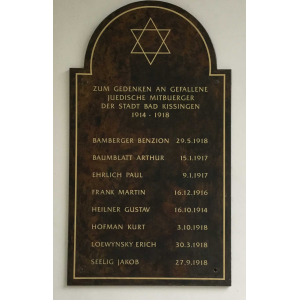 ZUM GEDENKEN AN GEFALLENE
JUEDISCHE MITBUERGER
DER STADT BAD KISSINGEN
1914 - 1918
BAMBERGER BENZION 29.5.1918
BAUMBLATT ARTHUR 15.1.1917
EHRLICH PAUL 9.1.1917
FRANK MARTIN 16.12.1916
HEILNER GUSTAV 16.10.1914
HOFMAN KURT 3.10.1918
LOEWYNSKY ERICH 30.3.1918
SEELIG JAKOB 27.9.1918